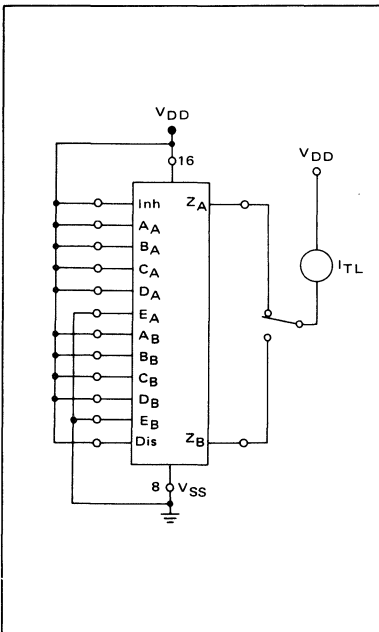 VDD
16
VDD
Inh ZA
AA
BA
CA
DA
EA
AB
BB
CB
DB
EB
Dis ZB
ITL
8 VSS